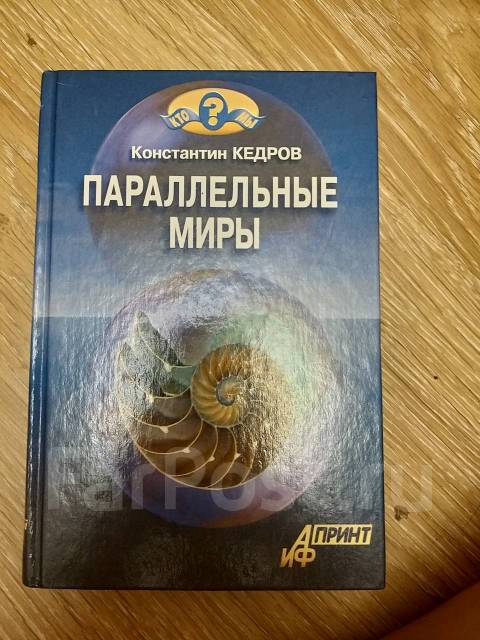 КТО ? МЫ
Константин КЕДРОВ
ПАРАЛЛЕЛЬНЫЕ
МИРЫ
FarPost.ru
АИФ ПРИНТ